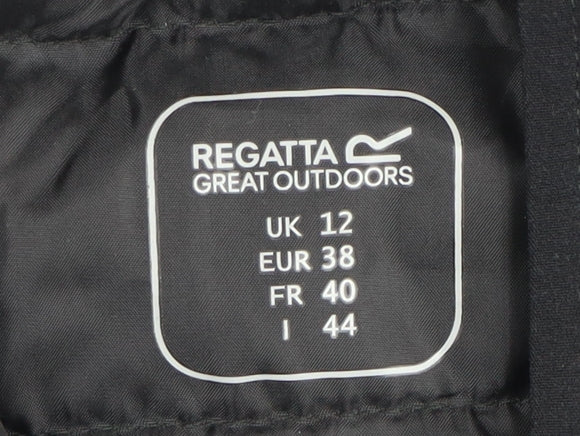 REGATTA
GREAT OUTDOORS
UK 12
EUR 38
FR 40
I 44